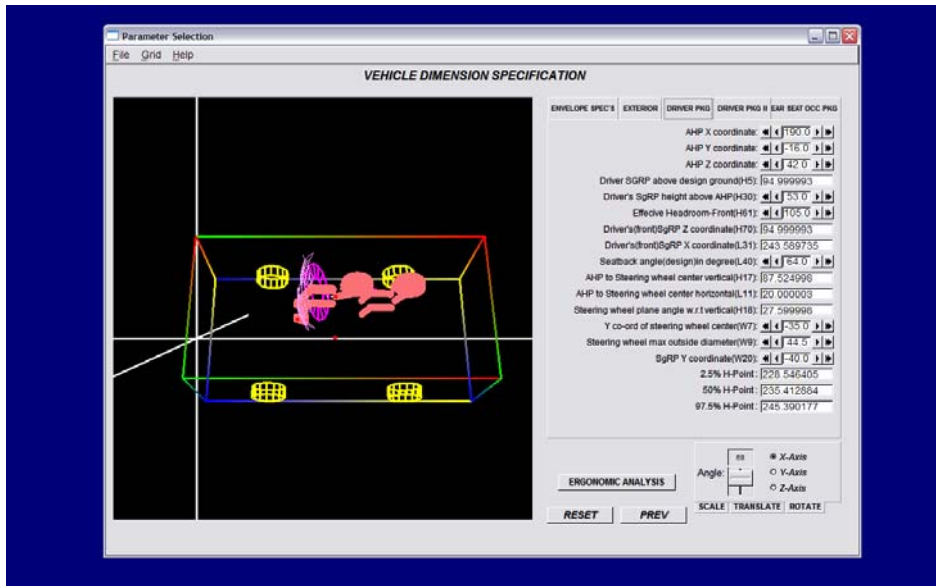 Parameter Selection
File Grid Help
VEHICLE DIMENSION SPECIFICATION
ENVELOPE SPEC'S EXTERIOR DRIVER PKG DRIVER PKG II EAR SEAT OCC PKG
AHP X coordinate: 190.0
AHP Y coordinate: -16.0
AHP Z coordinate: 42.0
Driver SGRP above design ground(H5): 94.999993
Driver's SgRP height above AHP(H30): 53.0
Effecive Headroom-Front(H61): 105.0
Driver's(front)SgRP Z coordinate(H70): 94.999993
Driver's(front)SgRP X coordinate(L31): 243.589735
Seatback angle(design)in degree(L40): 64.0
AHP to Steering wheel center vertical(H17): 87.524998
AHP to Steering wheel center horizontal(L11): 20.000003
Steering wheel plane angle w.r.t vertical(H18): 27.599998
Y co-ord of steering wheel center(W7): -35.0
Steering wheel max outside diameter(W9): 44.5
SgRP Y coordinate(W20): -40.0
2.5% H-Point: 228.546405
50% H-Point: 235.412884
97.5% H-Point: 245.390177
X-Axis
Angle: Y-Axis
Z-Axis
ERGONOMIC ANALYSIS
SCALE TRANSLATE ROTATE
RESET PREV